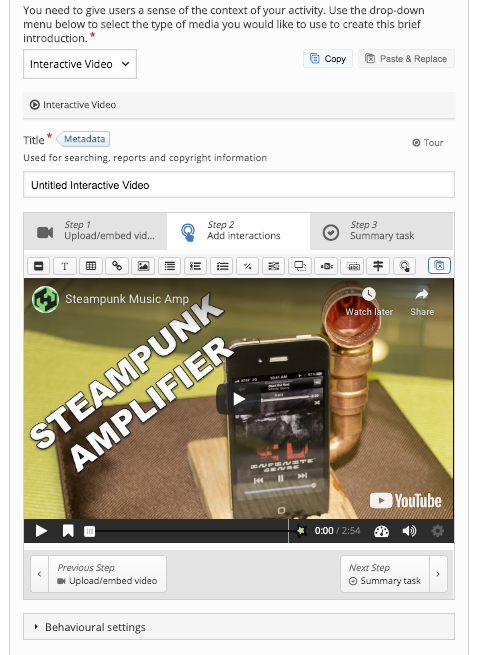 You need to give users a sense of the context of your activity. Use the drop-down
menu below to select the type of media you would like to use to create this brief
introduction. *
Interactive Video
Copy
Paste & Replace
Interactive Video
Title * Metadata
Tour
Used for searching, reports and copyright information
Untitled Interactive Video
Step 1
Upload/embed vid...
Step 2
Add interactions
Step 3
Summary task
T
Steampunk Music Amp
Watch later
Share
STEAMPUNK
AMPLIFIER
INFINITE
GENRE
YouTube
0:00 / 2:54
Previous Step
Upload/embed video
Next Step
Summary task
Behavioural settings